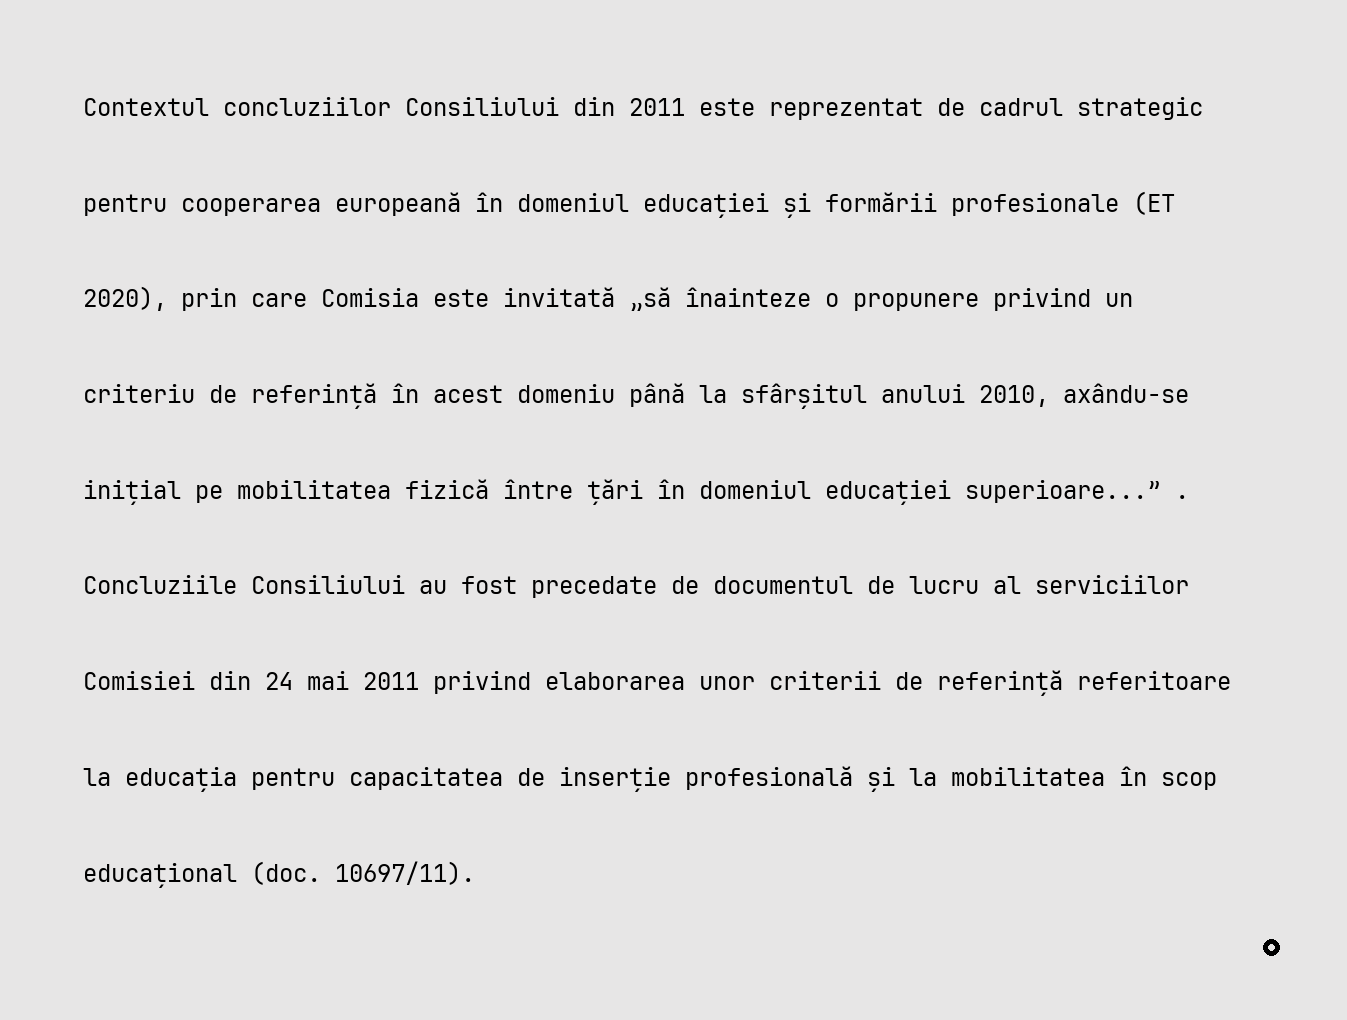 Contextul concluziilor Consiliului din 2011 este reprezentat de cadrul strategic
pentru cooperarea europeană în domeniul educației și formării profesionale (ET
2020), prin care Comisia este invitată „să înainteze o propunere privind un
criteriu de referință în acest domeniu până la sfârșitul anului 2010, axându-se
inițial pe mobilitatea fizică între țări în domeniul educației superioare...” .
Concluziile Consiliului au fost precedate de documentul de lucru al serviciilor
Comisiei din 24 mai 2011 privind elaborarea unor criterii de referință referitoare
la educația pentru capacitatea de inserție profesională și la mobilitatea în scop
educațional (doc. 10697/11).